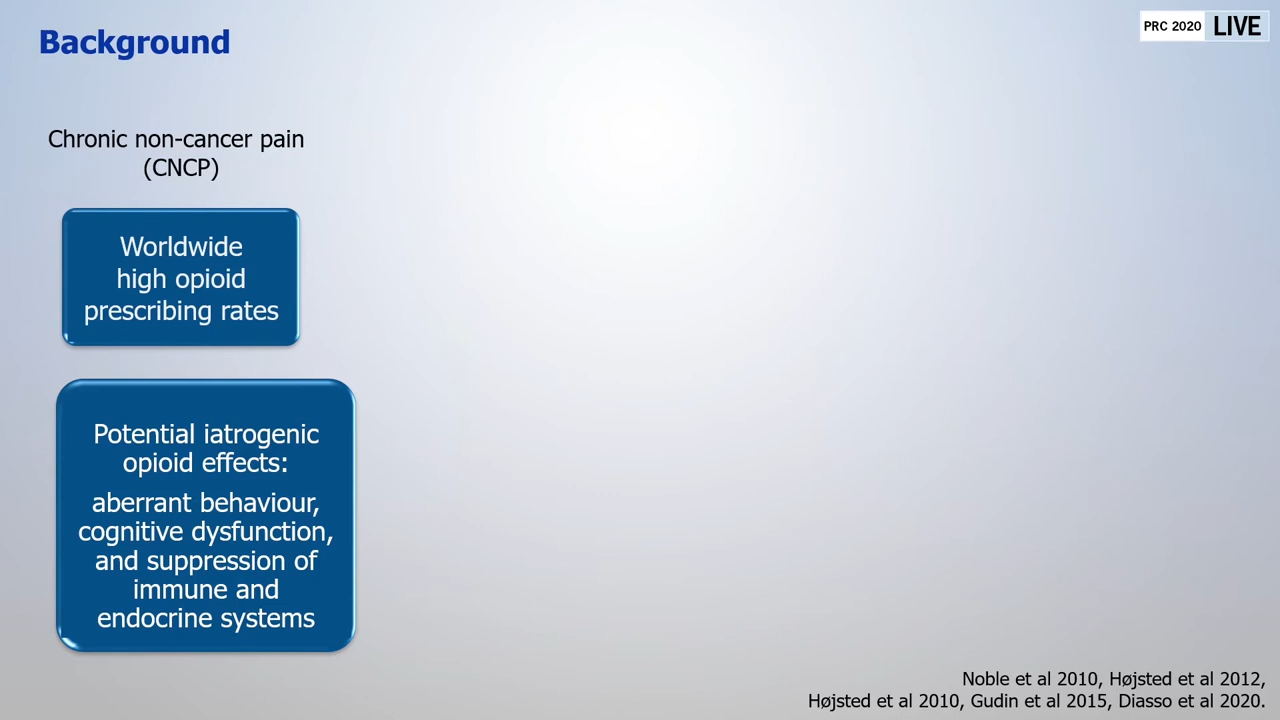 Background
PRC 2020 LIVE
Chronic non-cancer pain
(CNCP)
Worldwide
high opioid
prescribing rates
Potential iatrogenic
opioid effects:
aberrant behaviour,
cognitive dysfunction,
and suppression of
immune and
endocrine systems
Noble et al 2010, Højsted et al 2012,
Højsted et al 2010, Gudin et al 2015, Diasso et al 2020.